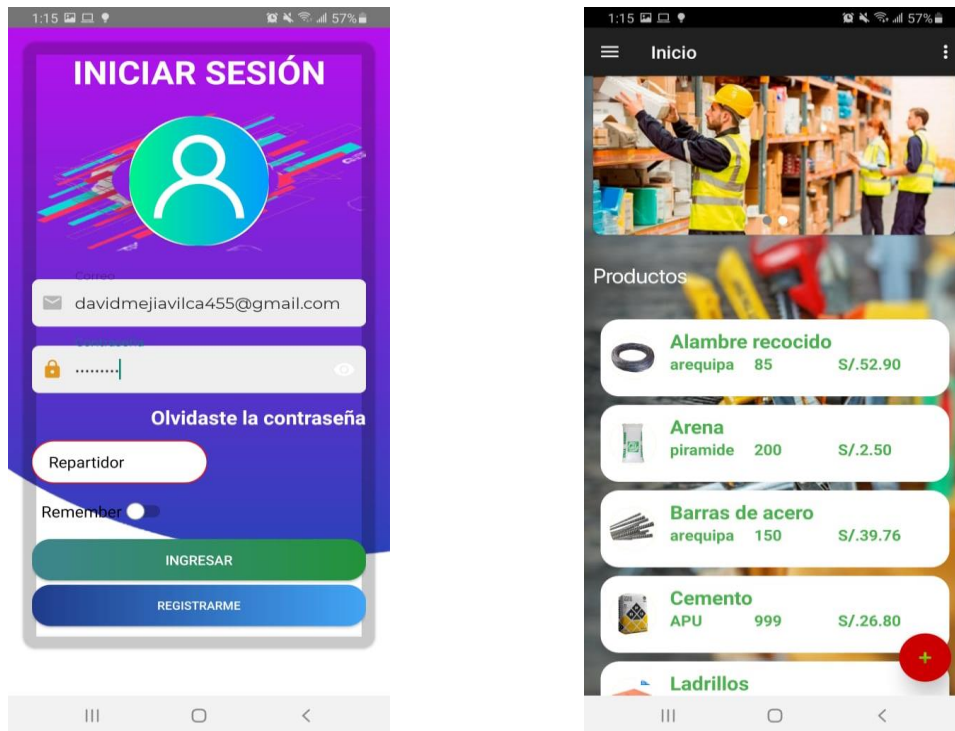 1:15 57%
INICIAR SESIÓN
Correo
davidmejiavilca455@gmail.com
Contraseña
Olvidaste la contraseña
Repartidor
Remember
INGRESAR
REGISTRARME
1:15 57%
Inicio
Productos
Alambre recocido
arequipa 85 S/.52.90
Arena
piramide 200 S/.2.50
Barras de acero
arequipa 150 S/.39.76
Cemento
APU 999 S/.26.80
Ladrillos
+